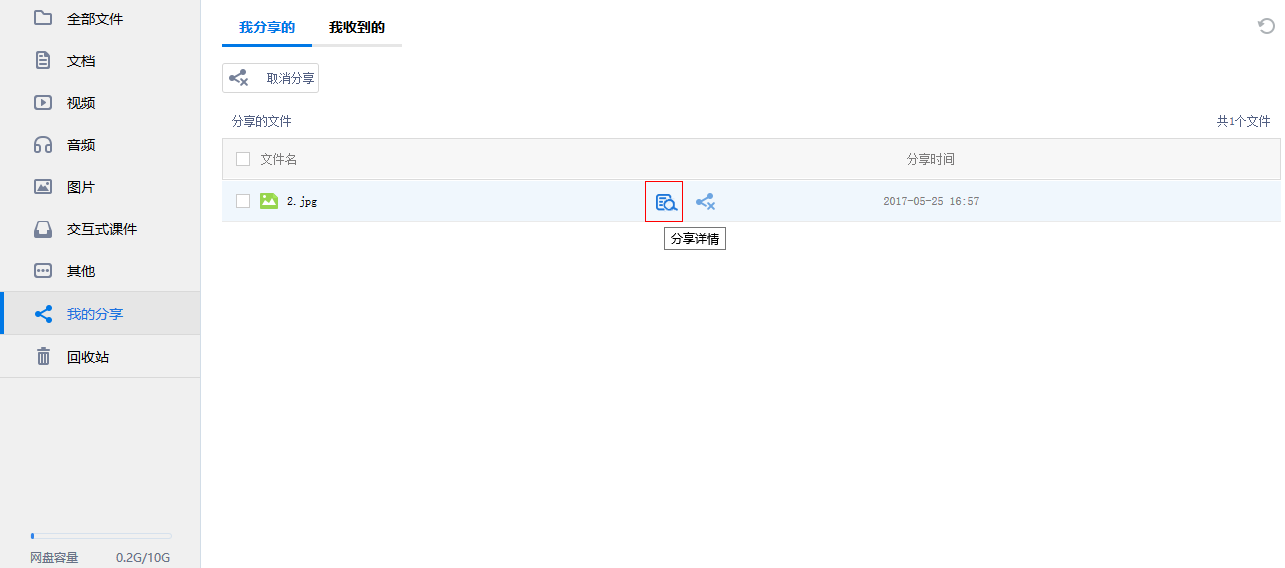 全部文件
文档
视频
音频
图片
交互式课件
其他
我的分享
回收站
网盘容量 0.2G/10G
我分享的 我收到的
取消分享
分享的文件 共1个文件
文件名 分享时间
2.jpg 2017-05-25 16:57
分享详情